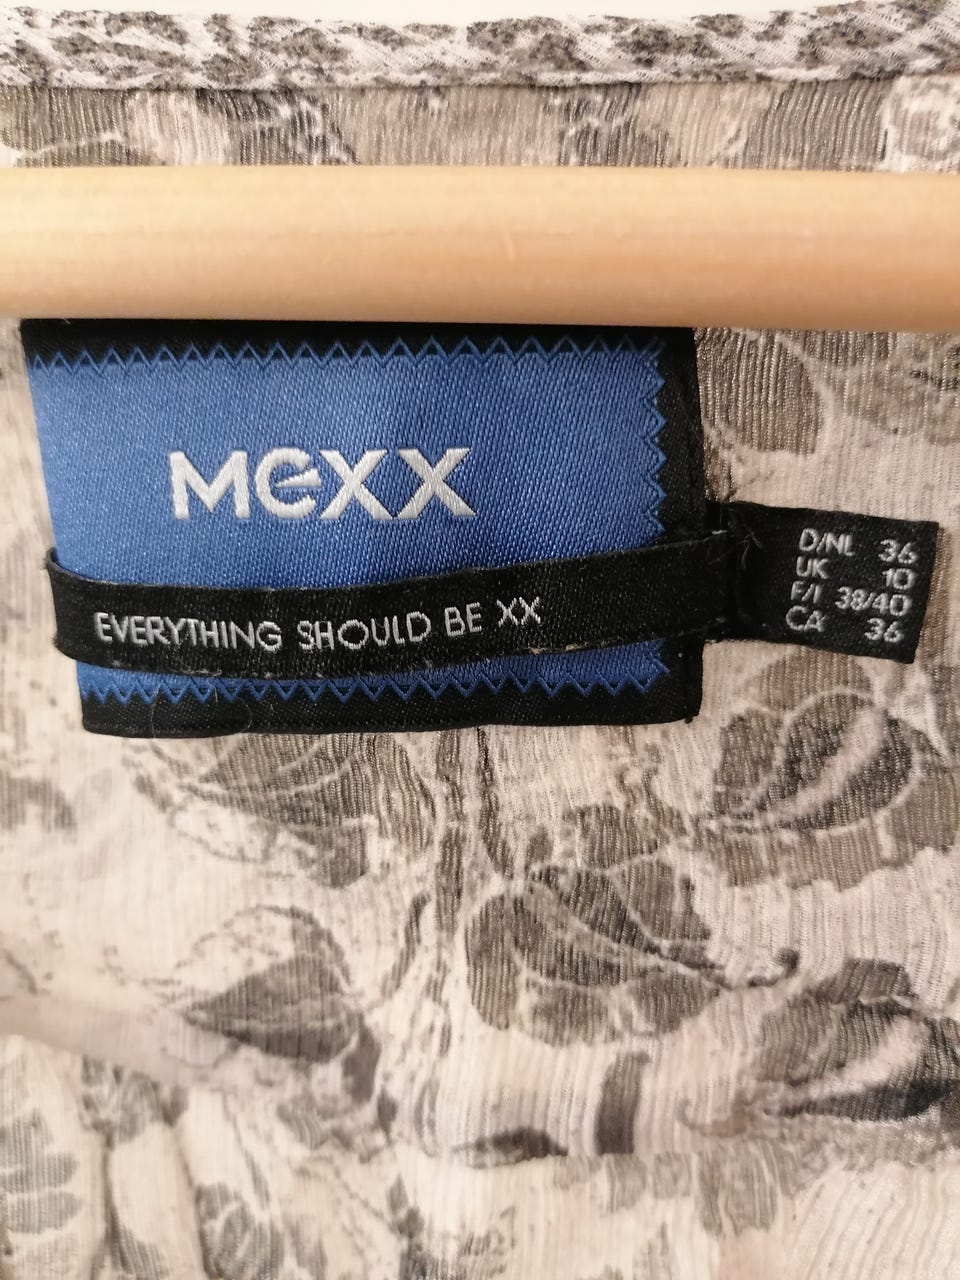 MEXX
EVERYTHING SHOULD BE XX
D/NL 36
UK 10
F/I 38/40
CA 36